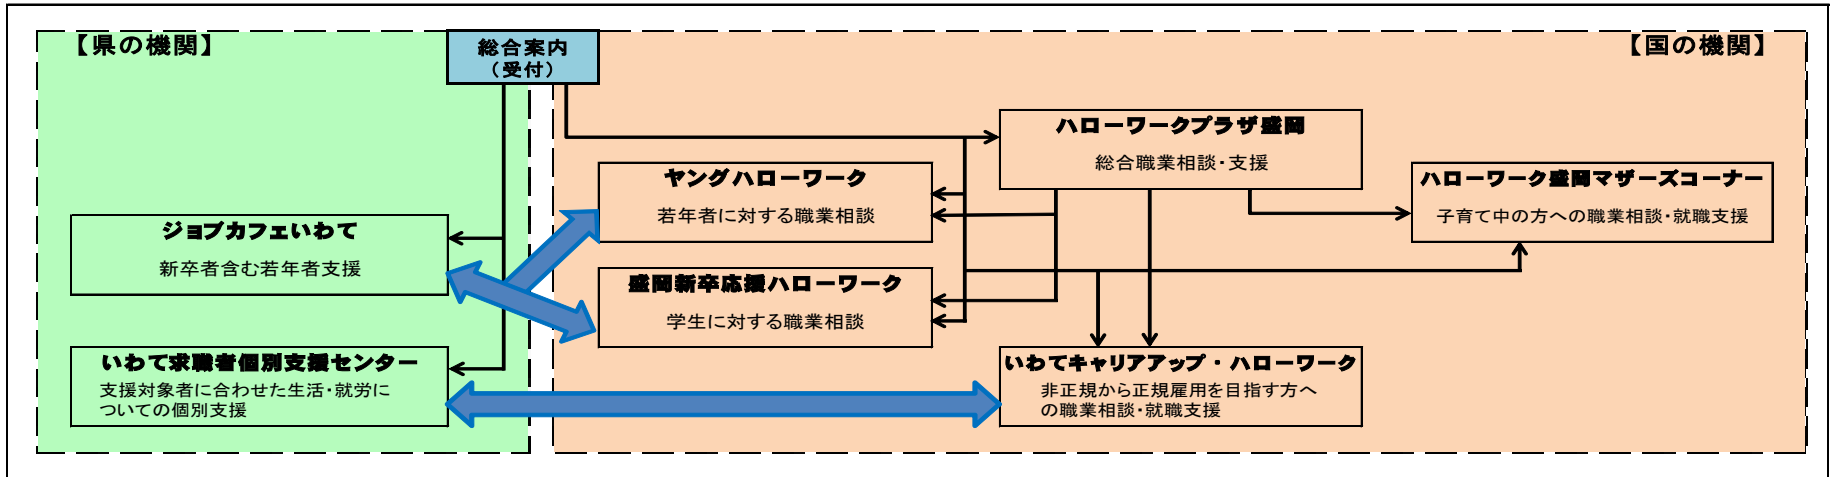 【県の機関】
総合案内
（受付）
【国の機関】
ハローワークプラザ盛岡
総合職業相談・支援
ヤングハローワーク
若年者に対する職業相談
ハローワーク盛岡マザーズコーナー
子育て中の方への職業相談・就職支援
ジョブカフェいわて
新卒者含む若年者支援
盛岡新卒応援ハローワーク
学生に対する職業相談
いわて求職者個別支援センター
支援対象者に合わせた生活・就労に
ついての個別支援
いわてキャリアアップ・ハローワーク
非正規から正規雇用を目指す方へ
の職業相談・就職支援